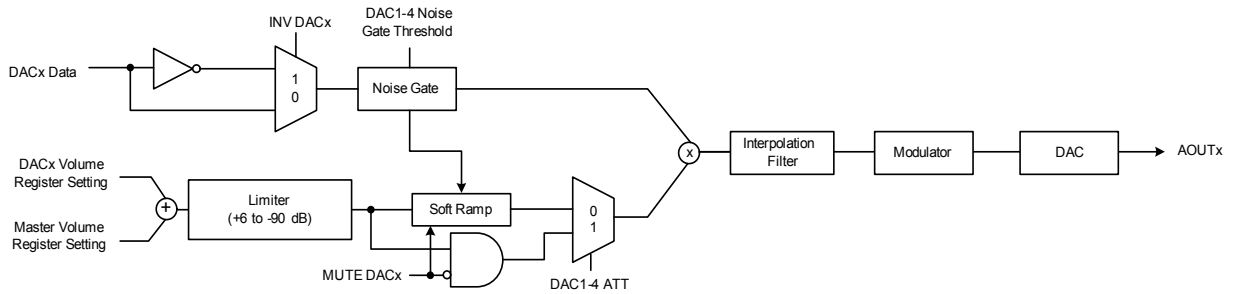 INV DACx
DAC1-4 Noise
Gate Threshold
DACx Data
1
0
Noise Gate
DACx Volume
Register Setting
Master Volume
Register Setting
+
Limiter
(+6 to -90 dB)
Soft Ramp
0
1
MUTE DACx
DAC1-4 ATT
x
Interpolation
Filter
Modulator
DAC
AOUTx